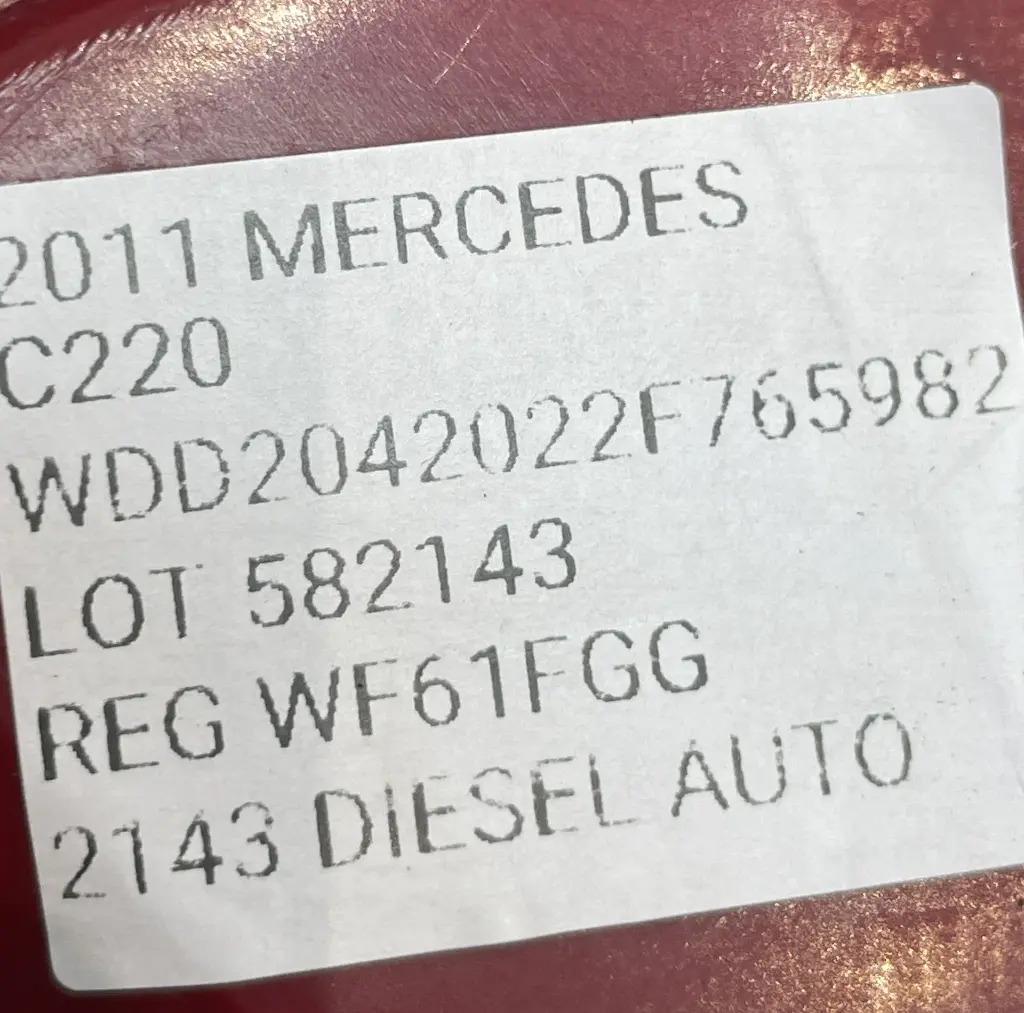 2011 MERCEDES
C220
WDD2042022F765982
LOT 582143
REG WF61FGG
2143 DIESEL AUTO